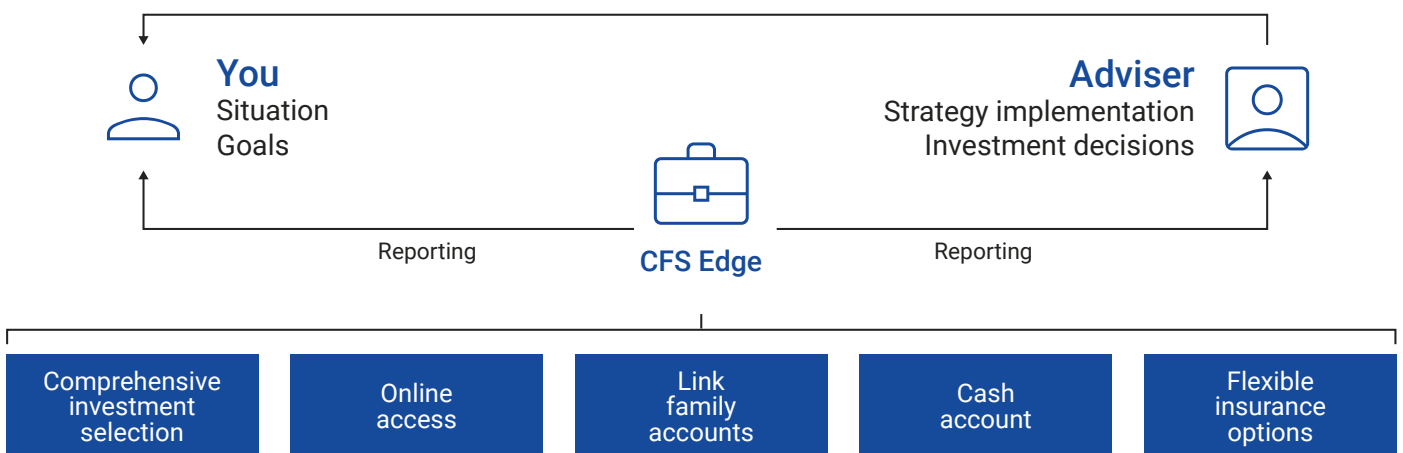 You
Situation
Goals
Adviser
Strategy implementation
Investment decisions
Reporting
CFS Edge
Reporting
Comprehensive
investment
selection
Online
access
Link
family
accounts
Cash
account
Flexible
insurance
options